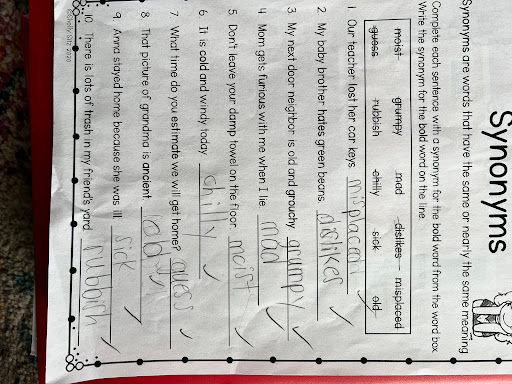 Synonyms
Synonyms are words that have the same or nearly the same meaning
Complete each sentence with a synonym for the bold word from the word box.
Write the synonym for the bold word on the line.
moist grumpy mad dislikes misplaced
guess rubbish chilly sick old
1. Our teacher lost her car keys. misplaced
2. My baby brother hates green beans. dislikes
3. My next door neighbor is old and grouchy. grumpy
4. Mom gets furious with me when I lie. mad
5. Don't leave your damp towel on the floor. moist
6. It is cold and windy today. chilly
7. What time do you estimate we will get home? guess
8. That picture of grandma is ancient. old
9. Anna stayed home because she was ill. sick
10. There is lots of trash in my friend's yard. rubbish
©Shelly Sitz 2020